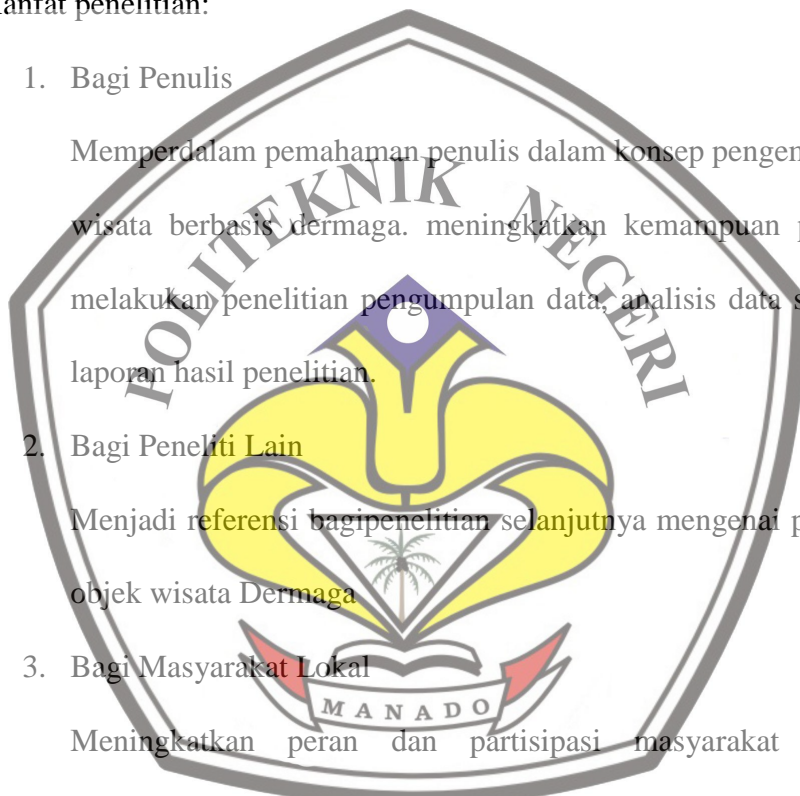 penelitian:
1. Bagi Penulis
Memperdalam pemahaman penulis dalam konsep
wisata berbasis dermaga. meningkatkan kemampuan
melakukan penelitian pengumpulan data, analisis data
laporan hasil penelitian.
2. Bagi Peneliti Lain
Menjadi referensi bagipenelitian selanjutnya mengenai
objek wisata Dermaga
3. Bagi Masyarakat Lokal
Meningkatkan peran dan partisipasi masyarakat
POLITEKNIK NEGERI
MANADO